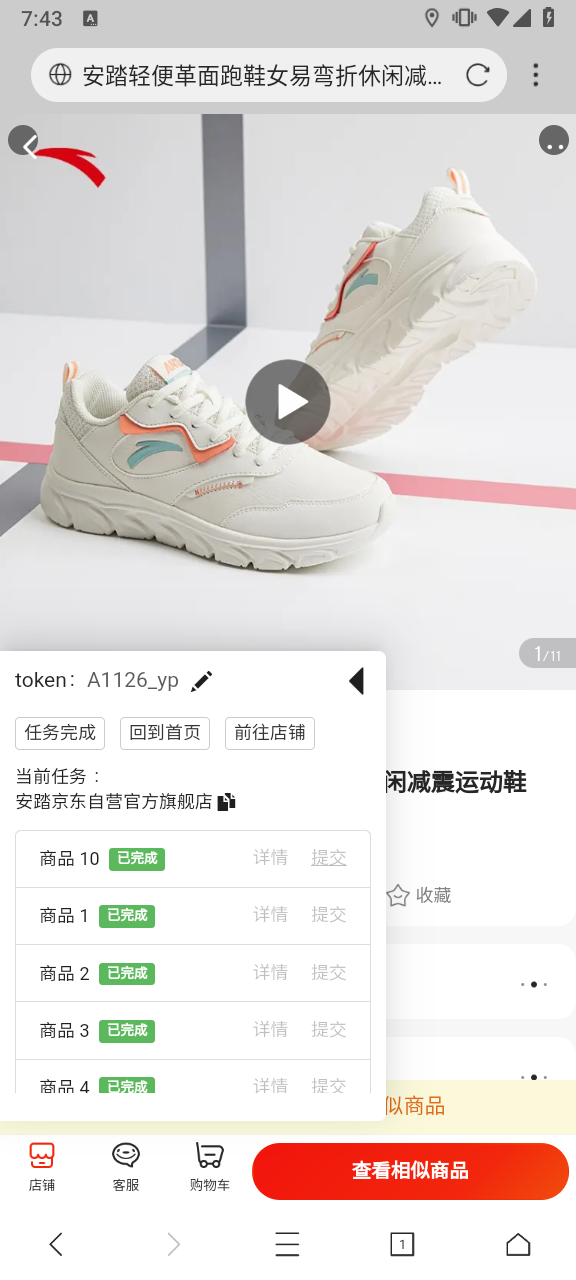 7:43 A
安踏轻便革面跑鞋女易弯折休闲减...
1/11
token： A1126_yp
任务完成 回到首页 前往店铺
当前任务：
安踏京东自营官方旗舰店
闲减震运动鞋
商品 10 已完成 详情 提交
收藏
商品 1 已完成 详情 提交
商品 2 已完成 详情 提交
商品 3 已完成 详情 提交
商品 4 已完成 详情 提交
似商品
店铺 客服 购物车 查看相似商品
1